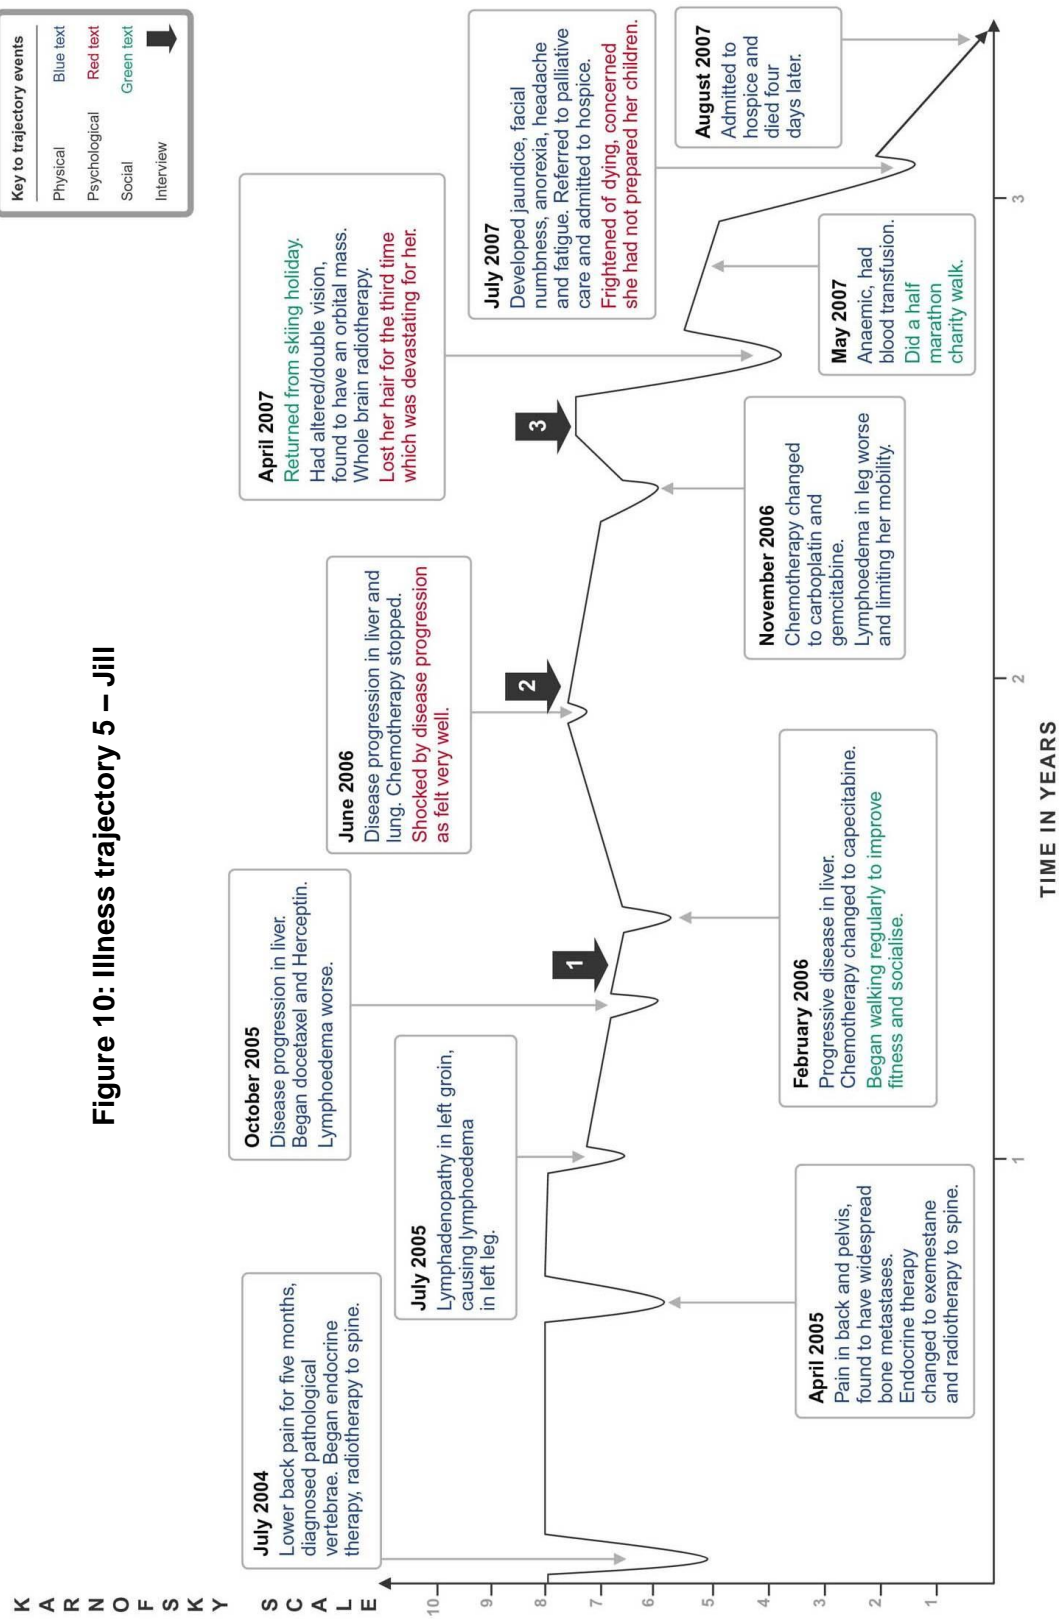 Figure 10: Illness trajectory 5 – Jill
Key to trajectory events
Physical Blue text
Psychological Red text
Social Green text
Interview
KARNOFSKY SCALE
10
9
8
7
6
5
4
3
2
1
July 2004
Lower back pain for five months,
diagnosed pathological
vertebrae. Began endocrine
therapy, radiotherapy to spine.
April 2005
Pain in back and pelvis,
found to have widespread
bone metastases.
Endocrine therapy
changed to exemestane
and radiotherapy to spine.
July 2005
Lymphadenopathy in left groin,
causing lymphoedema
in left leg.
October 2005
Disease progression in liver.
Began docetaxel and Herceptin.
Lymphoedema worse.
1
February 2006
Progressive disease in liver.
Chemotherapy changed to capecitabine.
Began walking regularly to improve
fitness and socialise.
June 2006
Disease progression in liver and
lung. Chemotherapy stopped.
Shocked by disease progression
as felt very well.
2
November 2006
Chemotherapy changed
to carboplatin and
gemcitabine.
Lymphoedema in leg worse
and limiting her mobility.
3
April 2007
Returned from skiing holiday.
Had altered/double vision,
found to have an orbital mass.
Whole brain radiotherapy.
Lost her hair for the third time
which was devastating for her.
May 2007
Anaemic, had
blood transfusion.
Did a half
marathon
charity walk.
July 2007
Developed jaundice, facial
numbness, anorexia, headache
and fatigue. Referred to palliative
care and admitted to hospice.
Frightened of dying, concerned
she had not prepared her children.
August 2007
Admitted to
hospice and
died four
days later.
1
2
3
TIME IN YEARS